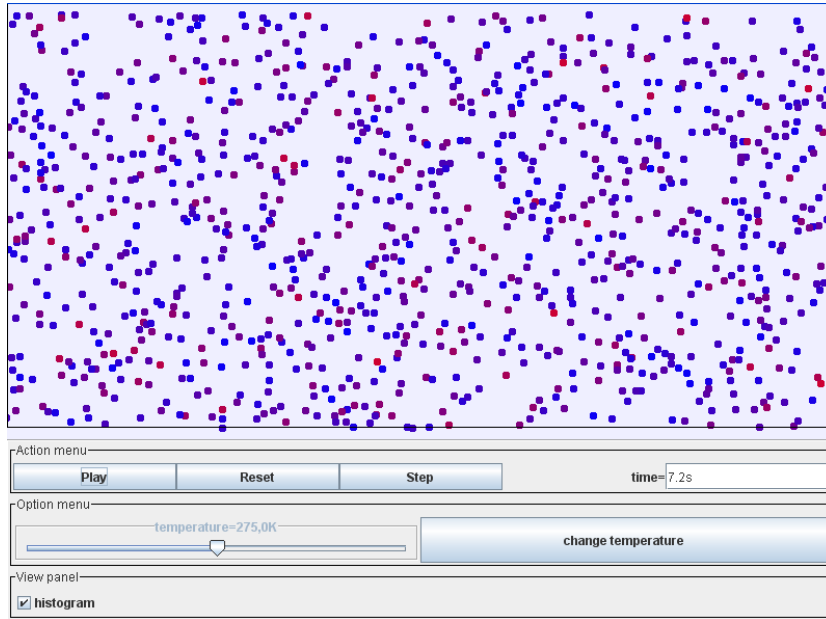 Action menu
Play Reset Step time= 7.2s
Option menu
temperature=275,0K
change temperature
View panel
histogram